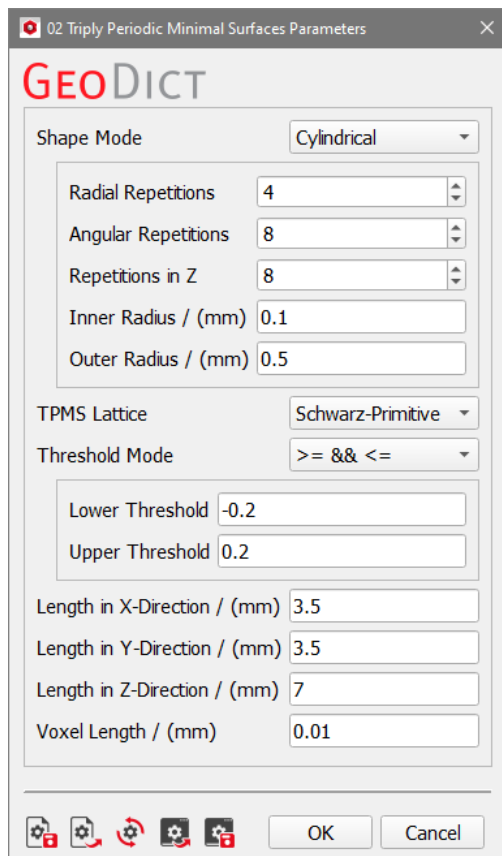 02 Triply Periodic Minimal Surfaces Parameters
GEODICT
Shape Mode Cylindrical
Radial Repetitions 4
Angular Repetitions 8
Repetitions in Z 8
Inner Radius / (mm) 0.1
Outer Radius / (mm) 0.5
TPMS Lattice Schwarz-Primitive
Threshold Mode >= && <=
Lower Threshold -0.2
Upper Threshold 0.2
Length in X-Direction / (mm) 3.5
Length in Y-Direction / (mm) 3.5
Length in Z-Direction / (mm) 7
Voxel Length / (mm) 0.01
OK Cancel